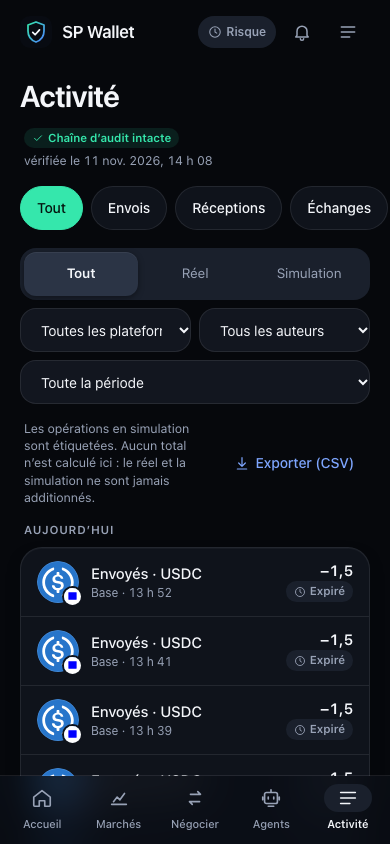 SP Wallet
Risque
Activité
Chaîne d'audit intacte
vérifiée le 11 nov. 2026, 14 h 08
Tout
Envois
Réceptions
Échanges
Tout
Réel
Simulation
Toutes les platefor
Tous les auteurs
Toute la période
Les opérations en simulation
sont étiquetées. Aucun total
n'est calculé ici : le réel et la
simulation ne sont jamais
additionnés.
Exporter (CSV)
AUJOURD'HUI
Envoyés · USDC
−1,5
Base · 13 h 52
Expiré
Envoyés · USDC
−1,5
Base · 13 h 41
Expiré
Envoyés · USDC
−1,5
Base · 13 h 39
Expiré
Accueil
Marchés
Négocier
Agents
Activité